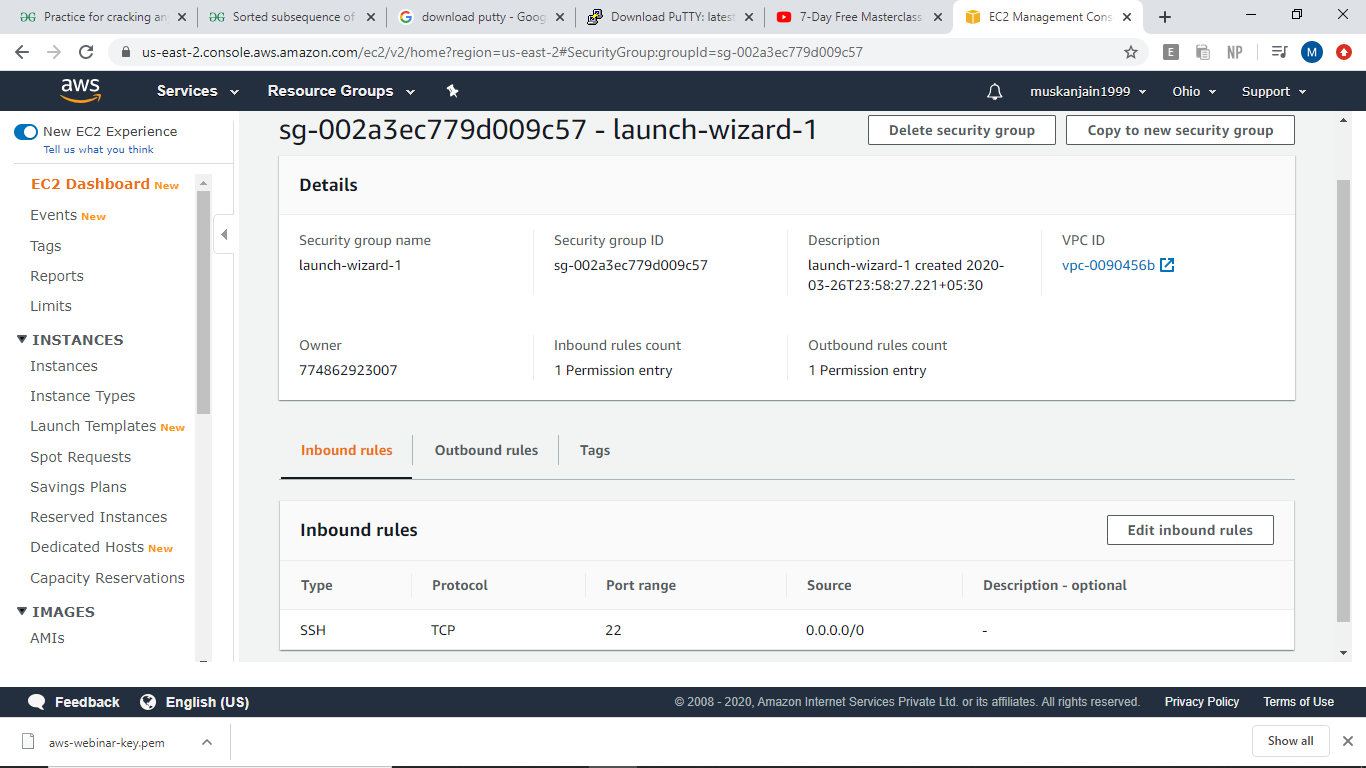 Practice for cracking an
Sorted subsequence of
download putty - Goog
Download PuTTY: latest
7-Day Free Masterclass
EC2 Management Cons
us-east-2.console.aws.amazon.com/ec2/v2/home?region=us-east-2#SecurityGroup:groupId=sg-002a3ec779d009c57
E
NP
M
aws
Services
Resource Groups
muskanjain1999
Ohio
Support
New EC2 Experience
Tell us what you think
EC2 Dashboard New
Events New
Tags
Reports
Limits
INSTANCES
Instances
Instance Types
Launch Templates New
Spot Requests
Savings Plans
Reserved Instances
Dedicated Hosts New
Capacity Reservations
IMAGES
AMIs
sg-002a3ec779d009c57 - launch-wizard-1
Delete security group
Copy to new security group
Details
Security group name
launch-wizard-1
Security group ID
sg-002a3ec779d009c57
Description
launch-wizard-1 created 2020-
03-26T23:58:27.221+05:30
VPC ID
vpc-0090456b
Owner
774862923007
Inbound rules count
1 Permission entry
Outbound rules count
1 Permission entry
Inbound rules
Outbound rules
Tags
Inbound rules
Edit inbound rules
Type Protocol Port range Source Description - optional
SSH TCP 22 0.0.0.0/0 -
Feedback
English (US)
© 2008 - 2020, Amazon Internet Services Private Ltd. or its affiliates. All rights reserved.
Privacy Policy
Terms of Use
aws-webinar-key.pem
Show all